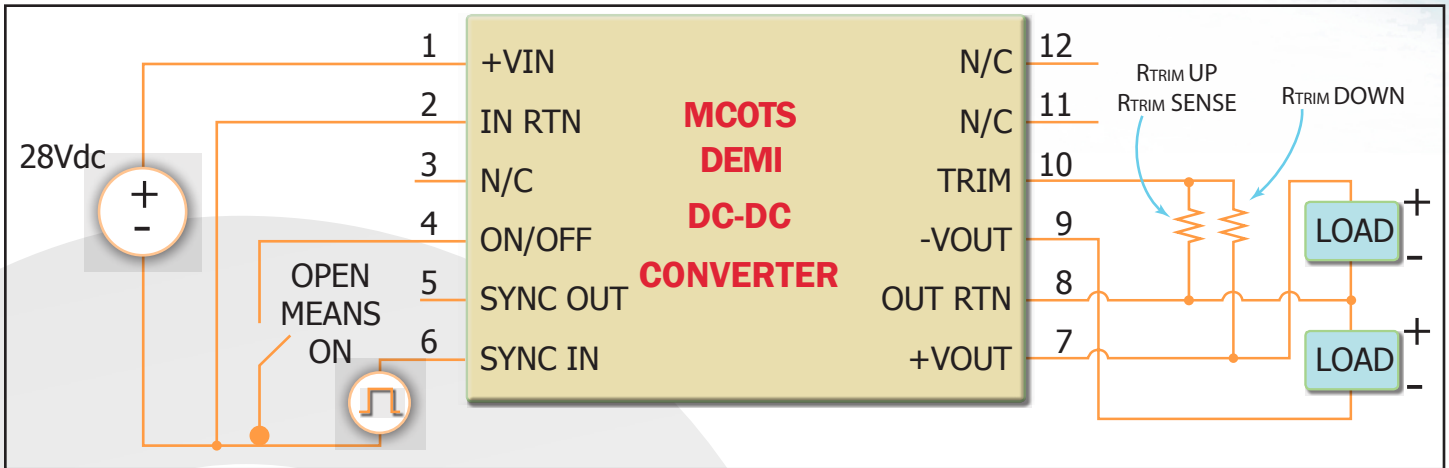 28Vdc
+
-
1
2
3
4
5
6
OPEN
MEANS
ON
+VIN
IN RTN
N/C
ON/OFF
SYNC OUT
SYNC IN
MCOTS
DEMI
DC-DC
CONVERTER
N/C
N/C
TRIM
-VOUT
OUT RTN
+VOUT
12
11
10
9
8
7
RTRIM UP
RTRIM SENSE
RTRIM DOWN
LOAD
+
-
LOAD
+
-